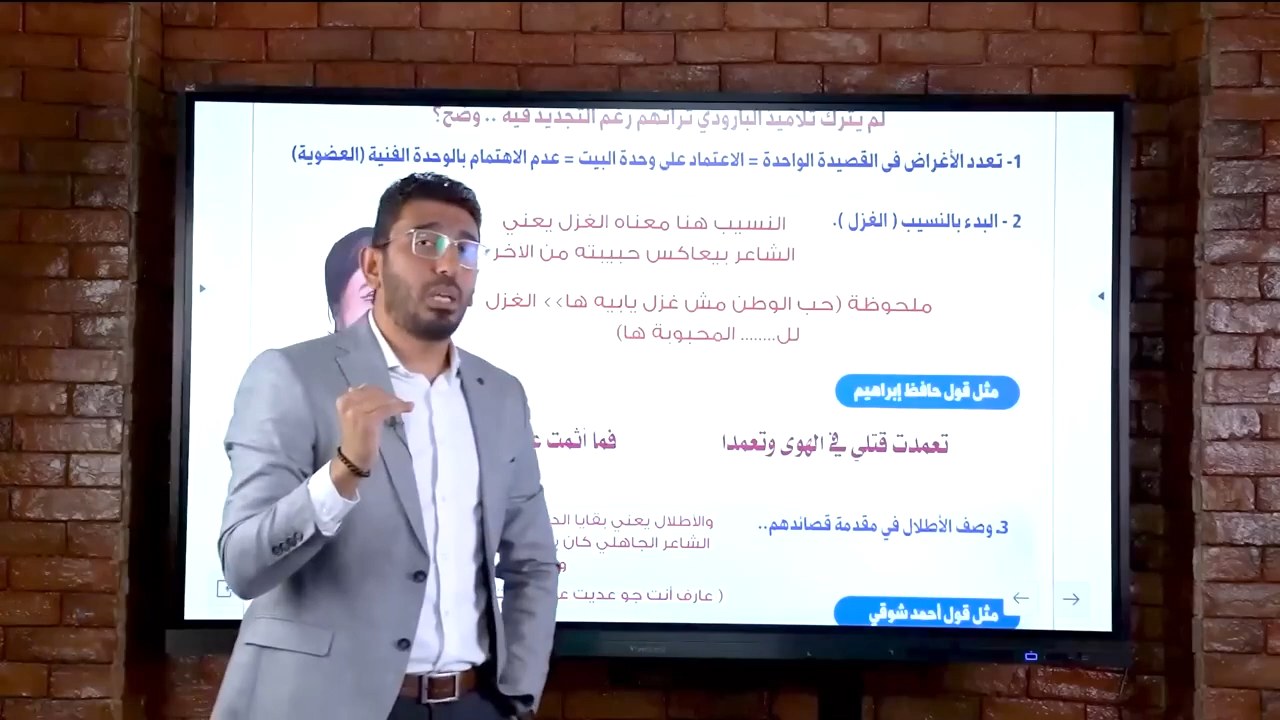 لم يترك تلاميذ البارودي تراثهم رغم التجديد فيه .. وضح؟
1- تعدد الأغراض في القصيدة الواحدة = الاعتماد على وحدة البيت = عدم الاهتمام بالوحدة الفنية (العضوية)
2 - البدء بالنسيب ( الغزل ). النسيب هنا معناه الغزل يعني
الشاعر بيعاكس حبيبته من الاخر
ملحوظة (حب الوطن مش غزل يابيه ها>> الغزل
لل........ المحبوبة ها)
مثل قول حافظ إبراهيم
تعمدت قتلي في الهوى وتعمدا فما أثمت
3. وصف الأطلال في مقدمة قصائدهم.. والاطلال يعني بقايا
الشاعر الجاهلي كان
( عارف أنت جو عديت
مثل قول أحمد شوقي